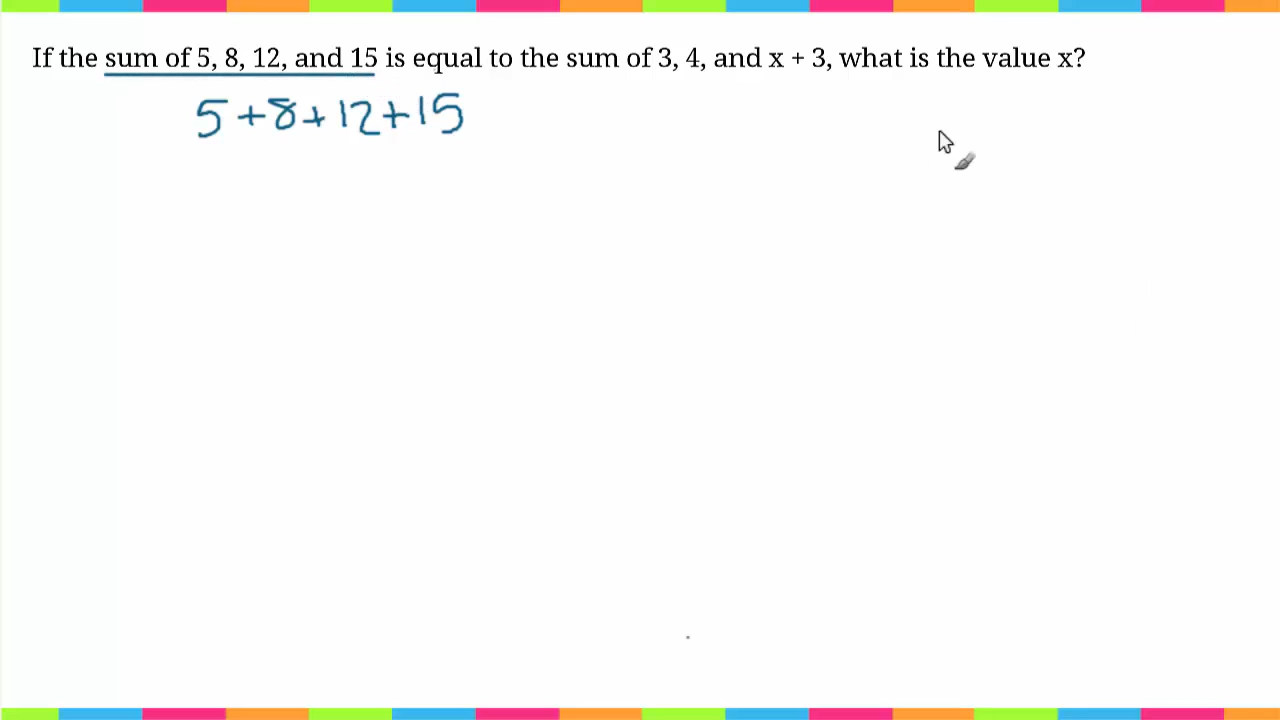 If the sum of 5, 8, 12, and 15 is equal to the sum of 3, 4, and x + 3, what is the value x?
5+8+12+15